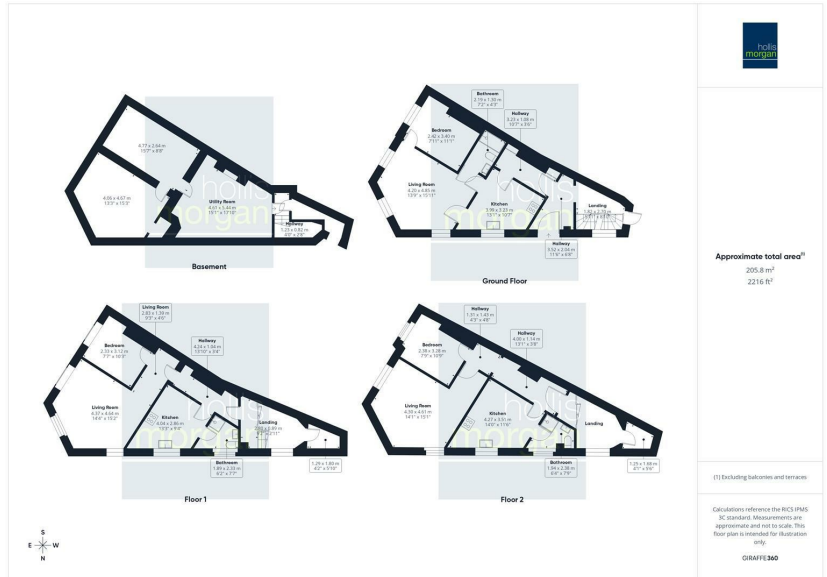 hollis
morgan
4.77 x 2.64 m
15'7" x 8'8"
4.06 x 4.67 m
13'3" x 15'3"
Utility Room
4.61 x 5.44 m
15'1" x 17'10"
Hallway
1.23 x 0.82 m
4'0" x 2'8"
Basement
Bathroom
2.19 x 1.30 m
7'2" x 4'3"
Hallway
3.23 x 1.08 m
10'7" x 3'6"
Bedroom
2.42 x 3.40 m
7'11" x 11'1"
Living Room
4.20 x 4.85 m
13'9" x 15'11"
Kitchen
3.99 x 3.23 m
13'1" x 10'7"
Landing
Hallway
3.52 x 2.04 m
11'6" x 6'8"
Ground Floor
Living Room
2.83 x 1.39 m
9'3" x 4'6"
Hallway
4.24 x 1.04 m
13'10" x 3'4"
Bedroom
2.33 x 3.12 m
7'7" x 10'3"
Living Room
4.37 x 4.64 m
14'4" x 15'2"
Kitchen
4.04 x 2.86 m
13'3" x 9'4"
Landing
Bathroom
1.89 x 2.33 m
6'2" x 7'7"
1.29 x 1.80 m
4'2" x 5'10"
Floor 1
Hallway
1.31 x 1.43 m
4'3" x 4'8"
Hallway
4.00 x 1.14 m
13'1" x 3'8"
Bedroom
2.38 x 3.28 m
7'9" x 10'9"
Living Room
4.30 x 4.61 m
14'1" x 15'1"
Kitchen
4.27 x 3.51 m
14'0" x 11'6"
Landing
Bathroom
1.94 x 2.38 m
6'4" x 7'9"
1.25 x 1.68 m
4'1" x 5'6"
Floor 2
S
E W
N
hollis
morgan
Approximate total area⁽¹⁾
205.8 m²
2216 ft²
(1) Excluding balconies and terraces
Calculations reference the RICS IPMS
3C standard. Measurements are
approximate and not to scale. This
floor plan is intended for illustration
only.
GIRAFFE360